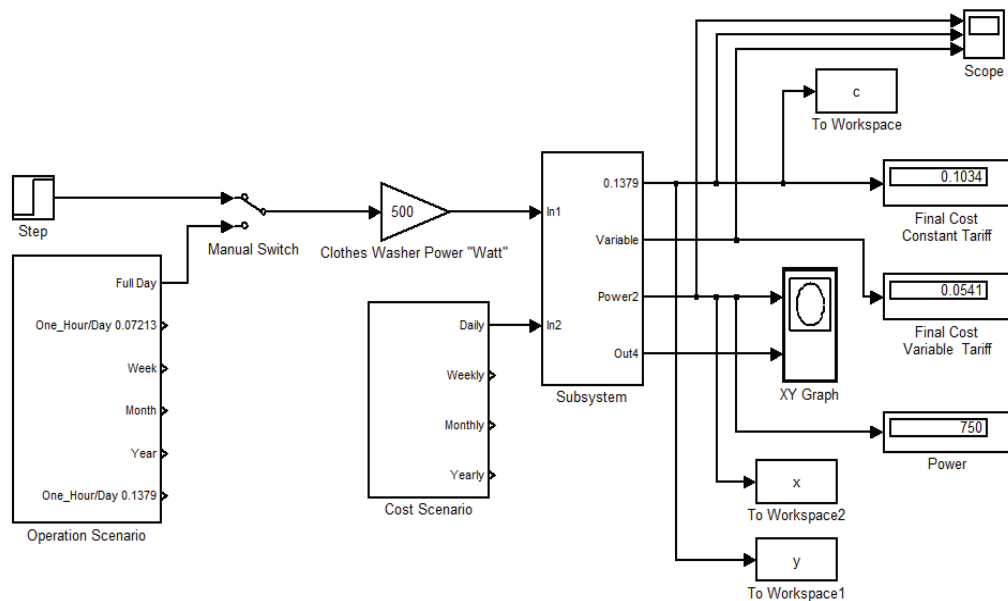 Scope
c
To Workspace
0.1034
Final Cost
Constant Tariff
Step
Manual Switch
500
Clothes Washer Power "Watt"
In1
In2
0.1379
Variable
Power2
Out4
Subsystem
0.0541
Final Cost
Variable  Tariff
XY Graph
750
Power
Full Day
One_Hour/Day 0.07213
Week
Month
Year
One_Hour/Day 0.1379
Operation Scenario
Daily
Weekly
Monthly
Yearly
Cost Scenario
x
To Workspace2
y
To Workspace1